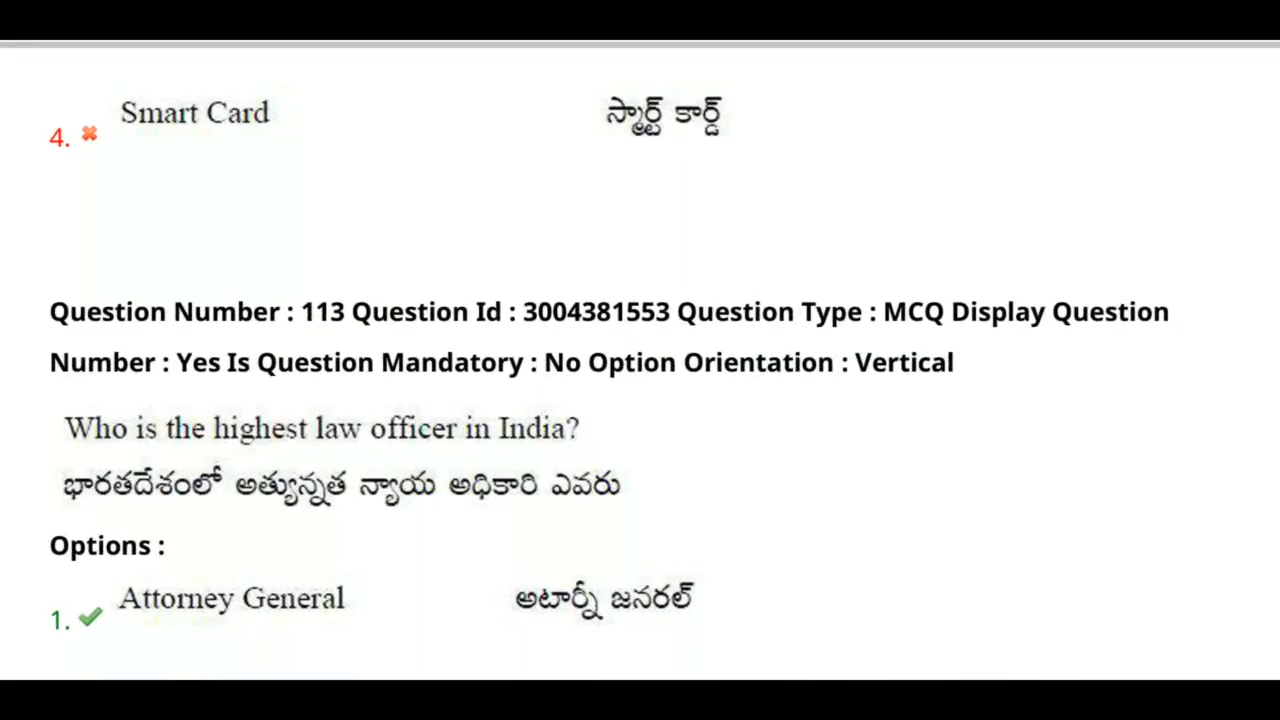 Smart Card స్మార్ట్ కార్డ్
4. ✖
Question Number : 113 Question Id : 3004381553 Question Type : MCQ Display Question
Number : Yes Is Question Mandatory : No Option Orientation : Vertical
Who is the highest law officer in India?
భారతదేశంలో అత్యున్నత న్యాయ అధికారి ఎవరు
Options :
Attorney General అటార్నీ జనరల్
1. ✔